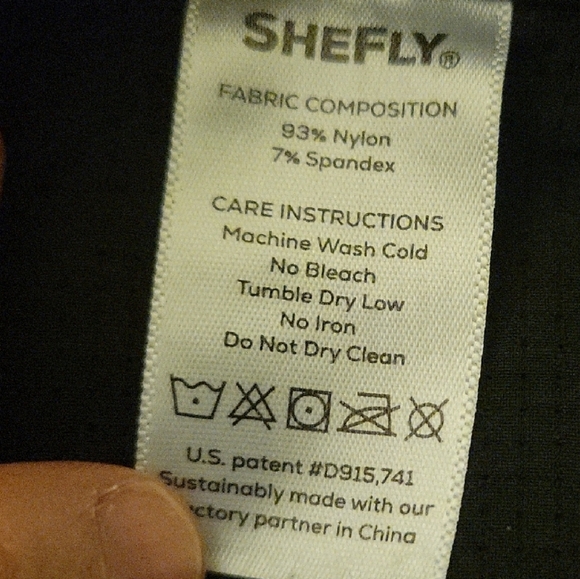 SHEFLY®
FABRIC COMPOSITION
93% Nylon
7% Spandex
CARE INSTRUCTIONS
Machine Wash Cold
No Bleach
Tumble Dry Low
No Iron
Do Not Dry Clean
U.S. patent #D915,741
Sustainably made with our
partner in China